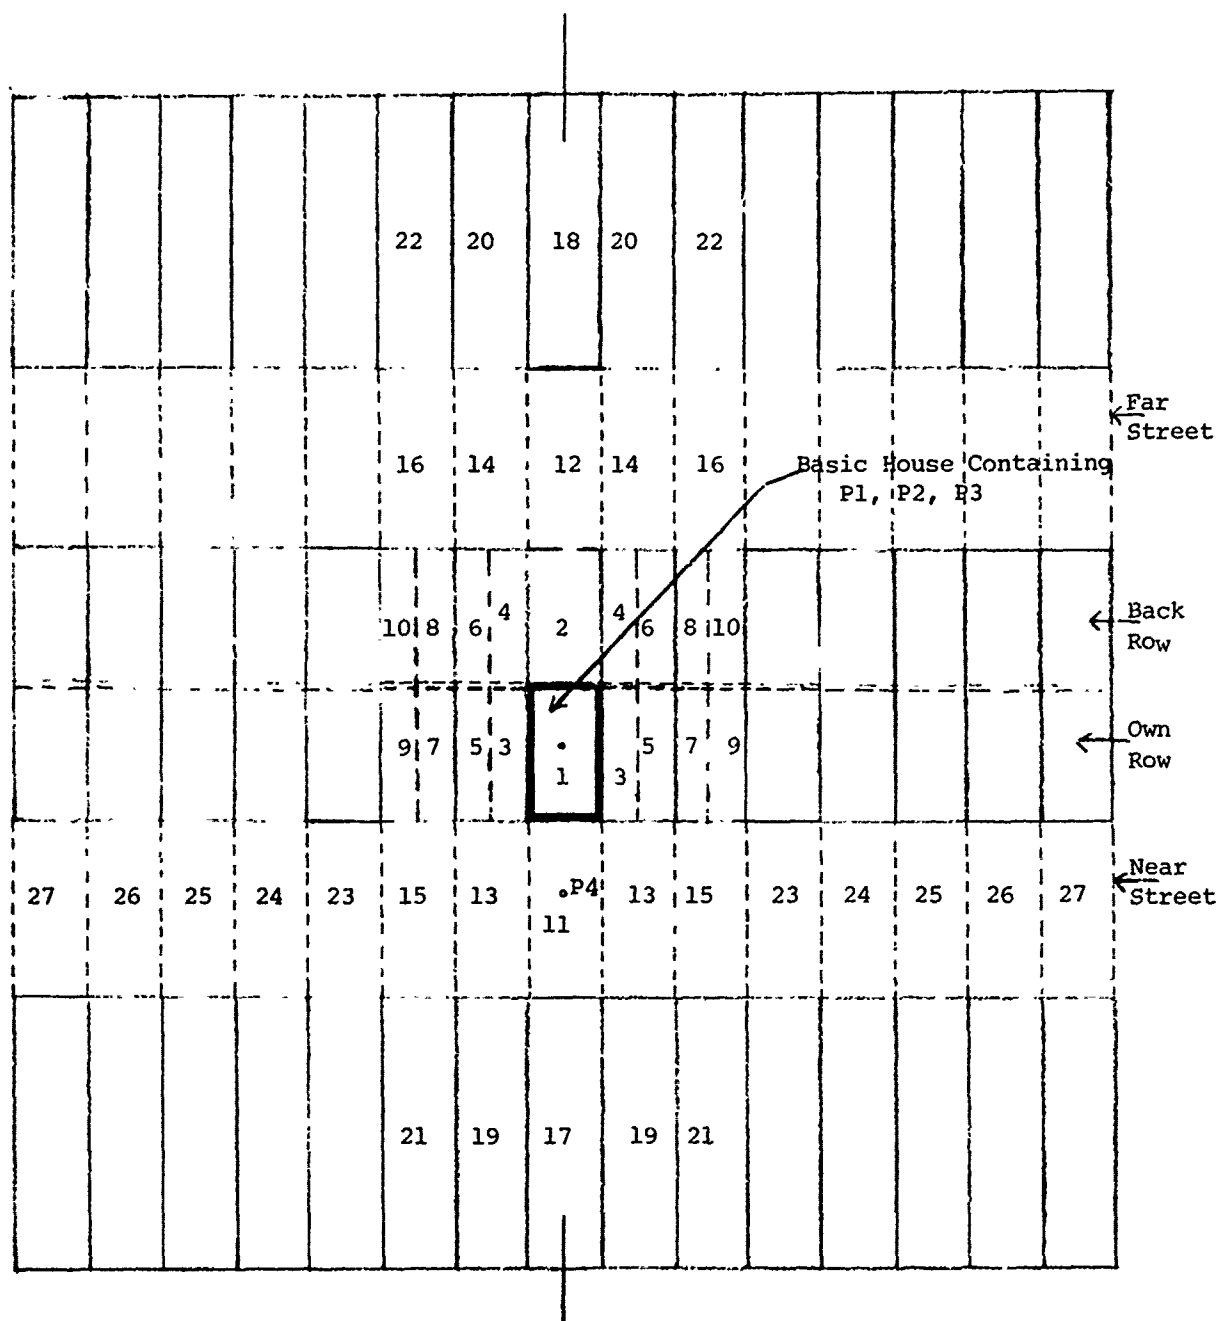 22 20 18 20 22
Far
Street
16 14 12 14 16
Basic House Containing
P1, P2, P3
10 8 6 4 2 4 6 8 10
Back
Row
9 7 5 3 1 3 5 7 9
Own
Row
27 26 25 24 23 15 13 11 P4 13 15 23 24 25 26 27
Near
Street
21 19 17 19 21